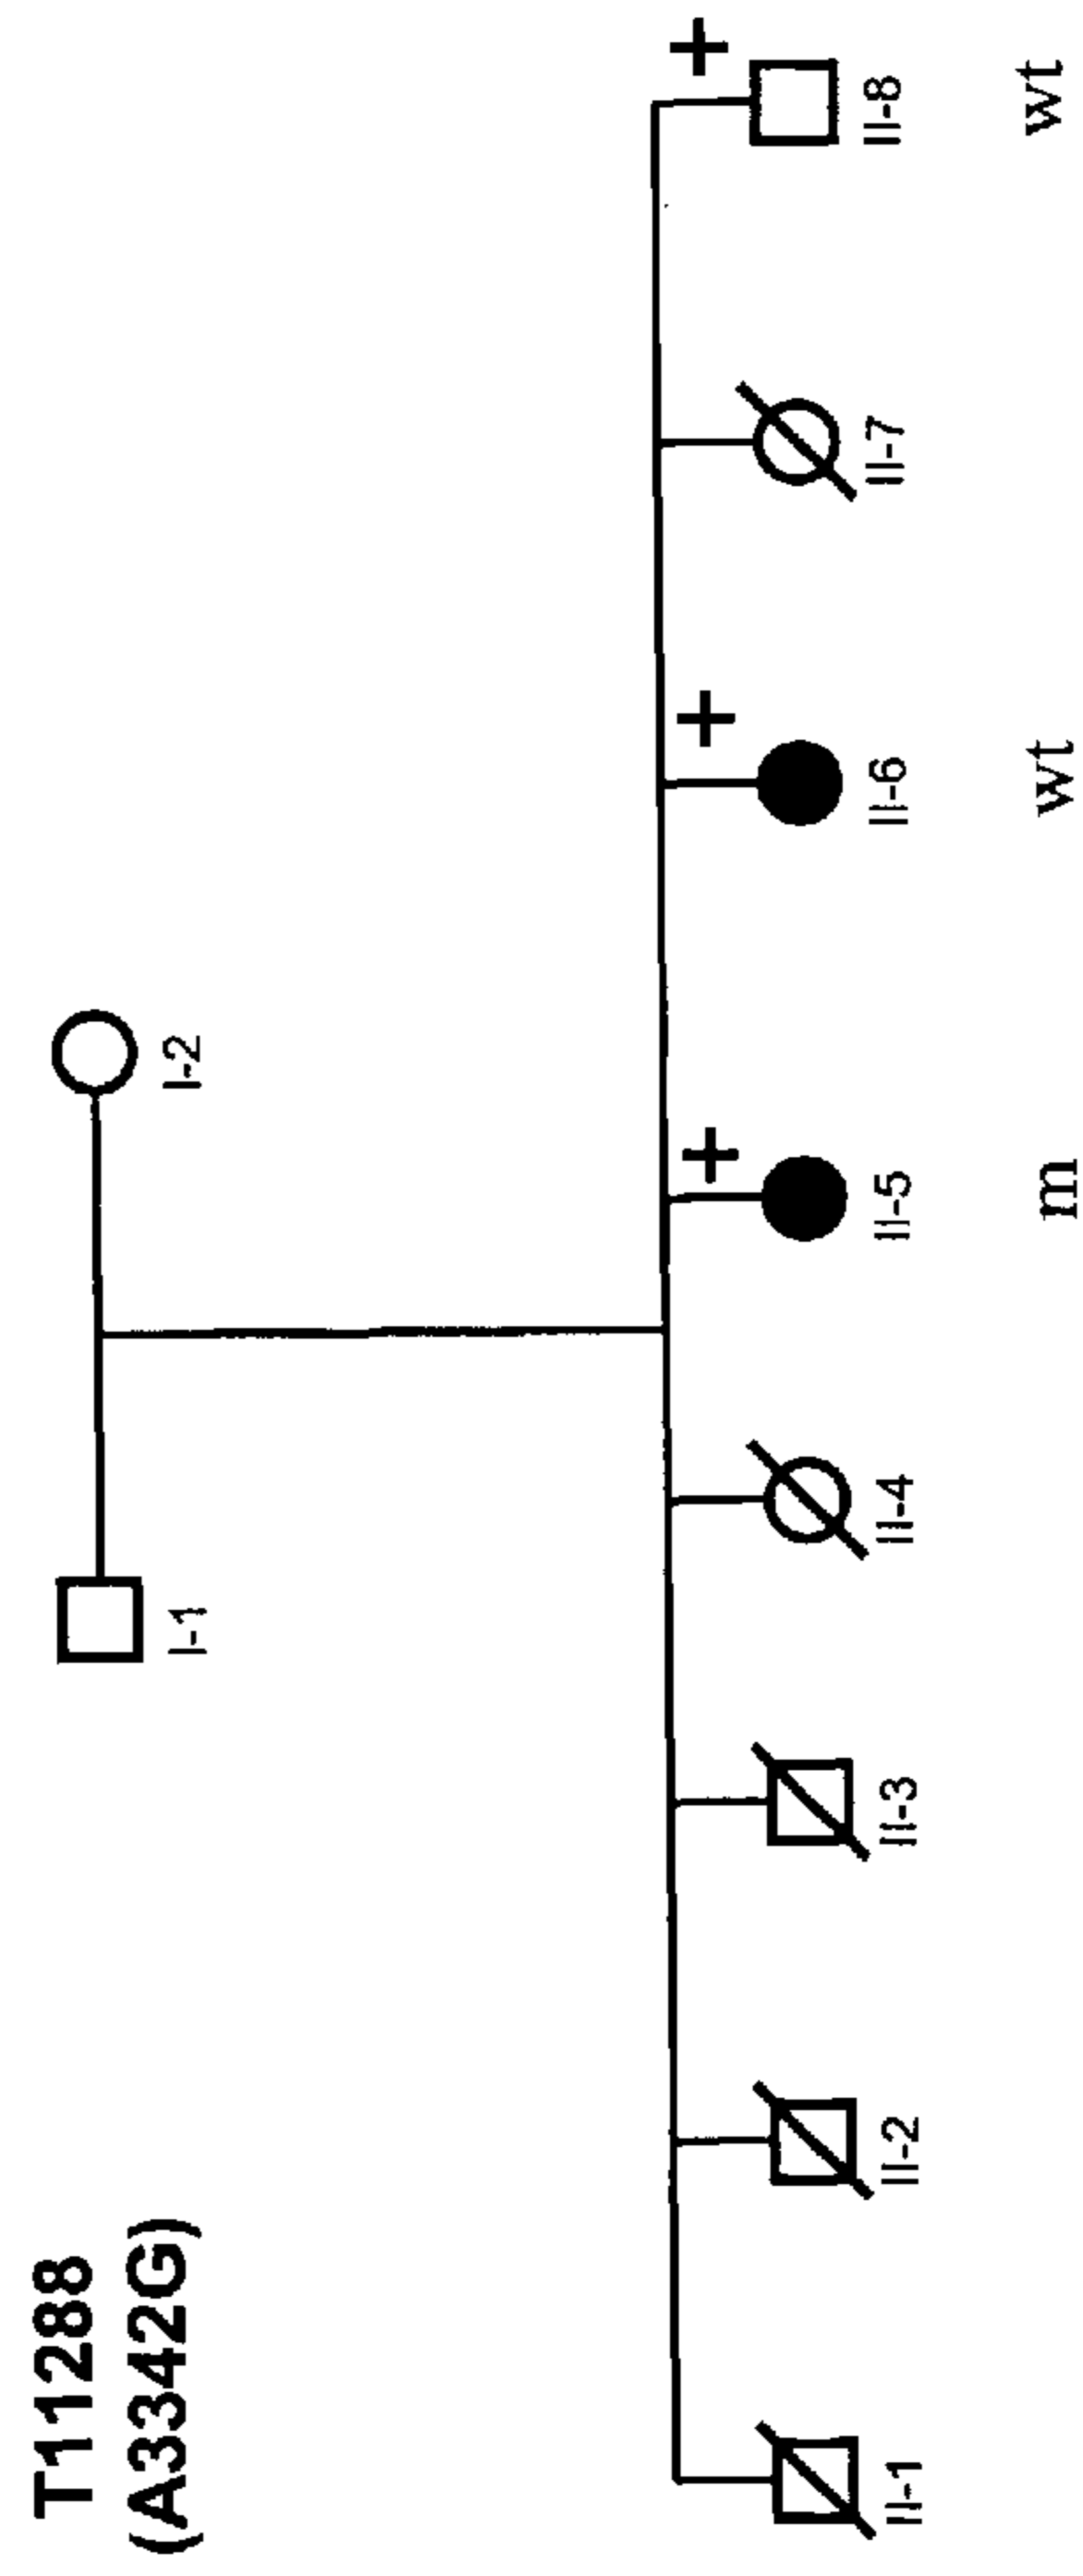 T11288
(A3342G)
I-1 I-2
+ + +
II-1 II-2 II-3 II-4 II-5 II-6 II-7 II-8
m wt wt